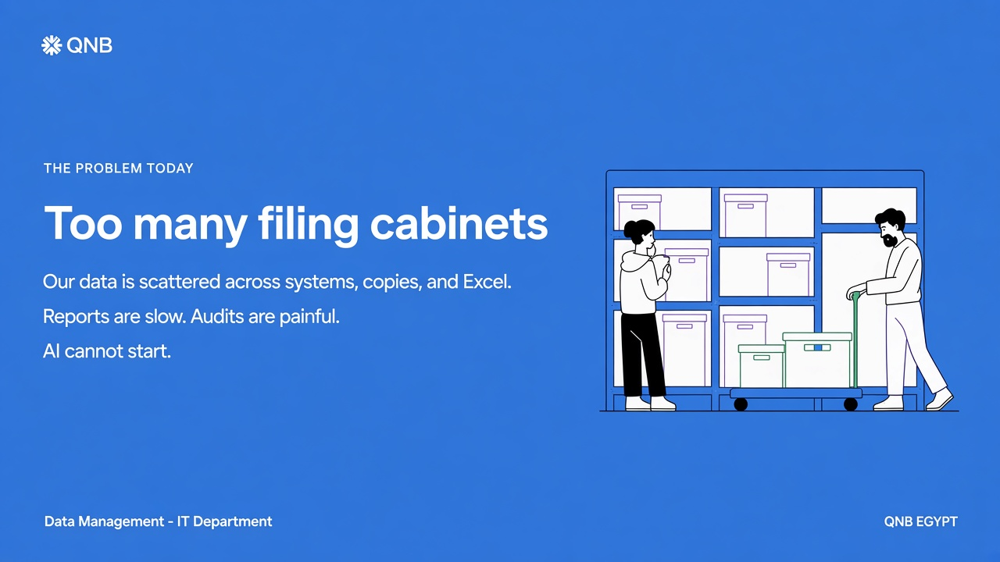 QNB
THE PROBLEM TODAY
Too many filing cabinets
Our data is scattered across systems, copies, and Excel.
Reports are slow. Audits are painful.
AI cannot start.
Data Management - IT Department
QNB EGYPT